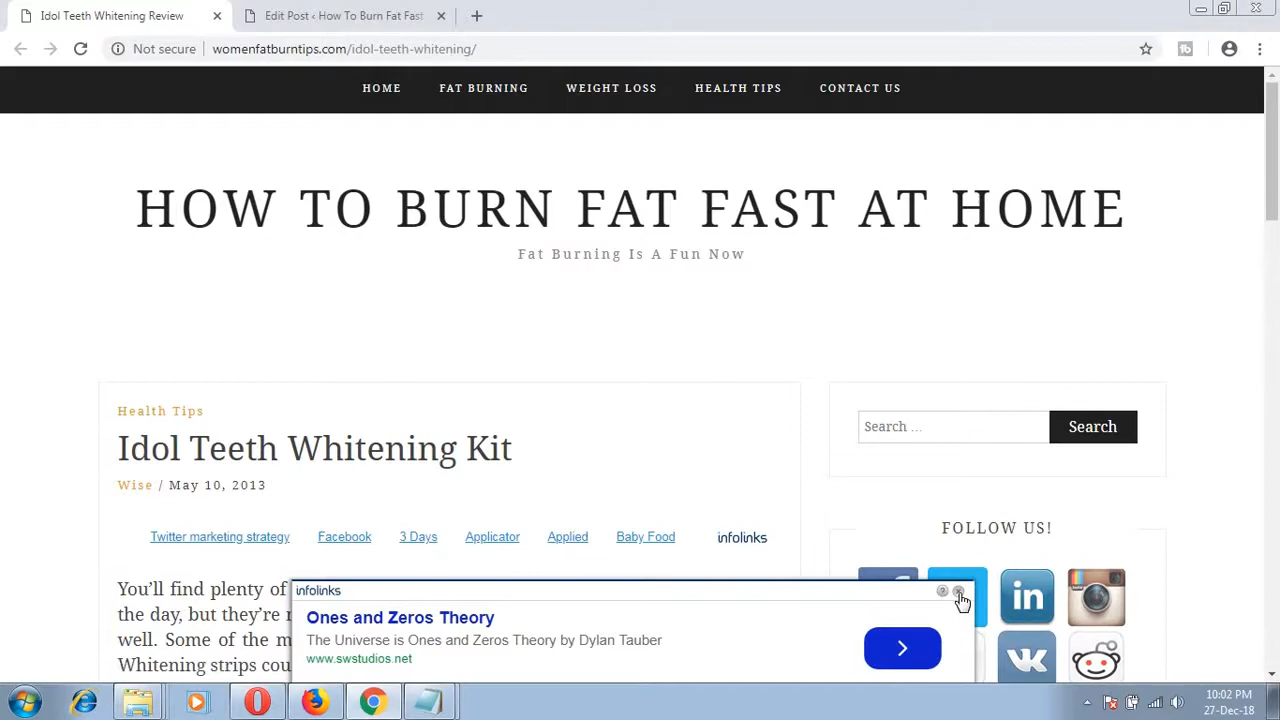 Idol Teeth Whitening Review
Edit Post ‹ How To Burn Fat Fast
Not secure
womenfatburntips.com/idol-teeth-whitening/
HOME FAT BURNING WEIGHT LOSS HEALTH TIPS CONTACT US
HOW TO BURN FAT FAST AT HOME
Fat Burning Is A Fun Now
Health Tips
Idol Teeth Whitening Kit
Wise / May 10, 2013
Twitter marketing strategy Facebook 3 Days Applicator Applied Baby Food infolinks
You'll find plenty of
the day, but they're
well. Some of the
Whitening strips
Search …
Search
FOLLOW US!
infolinks
Ones and Zeros Theory
The Universe is Ones and Zeros Theory by Dylan Tauber
www.swstudios.net
10:02 PM
27-Dec-18